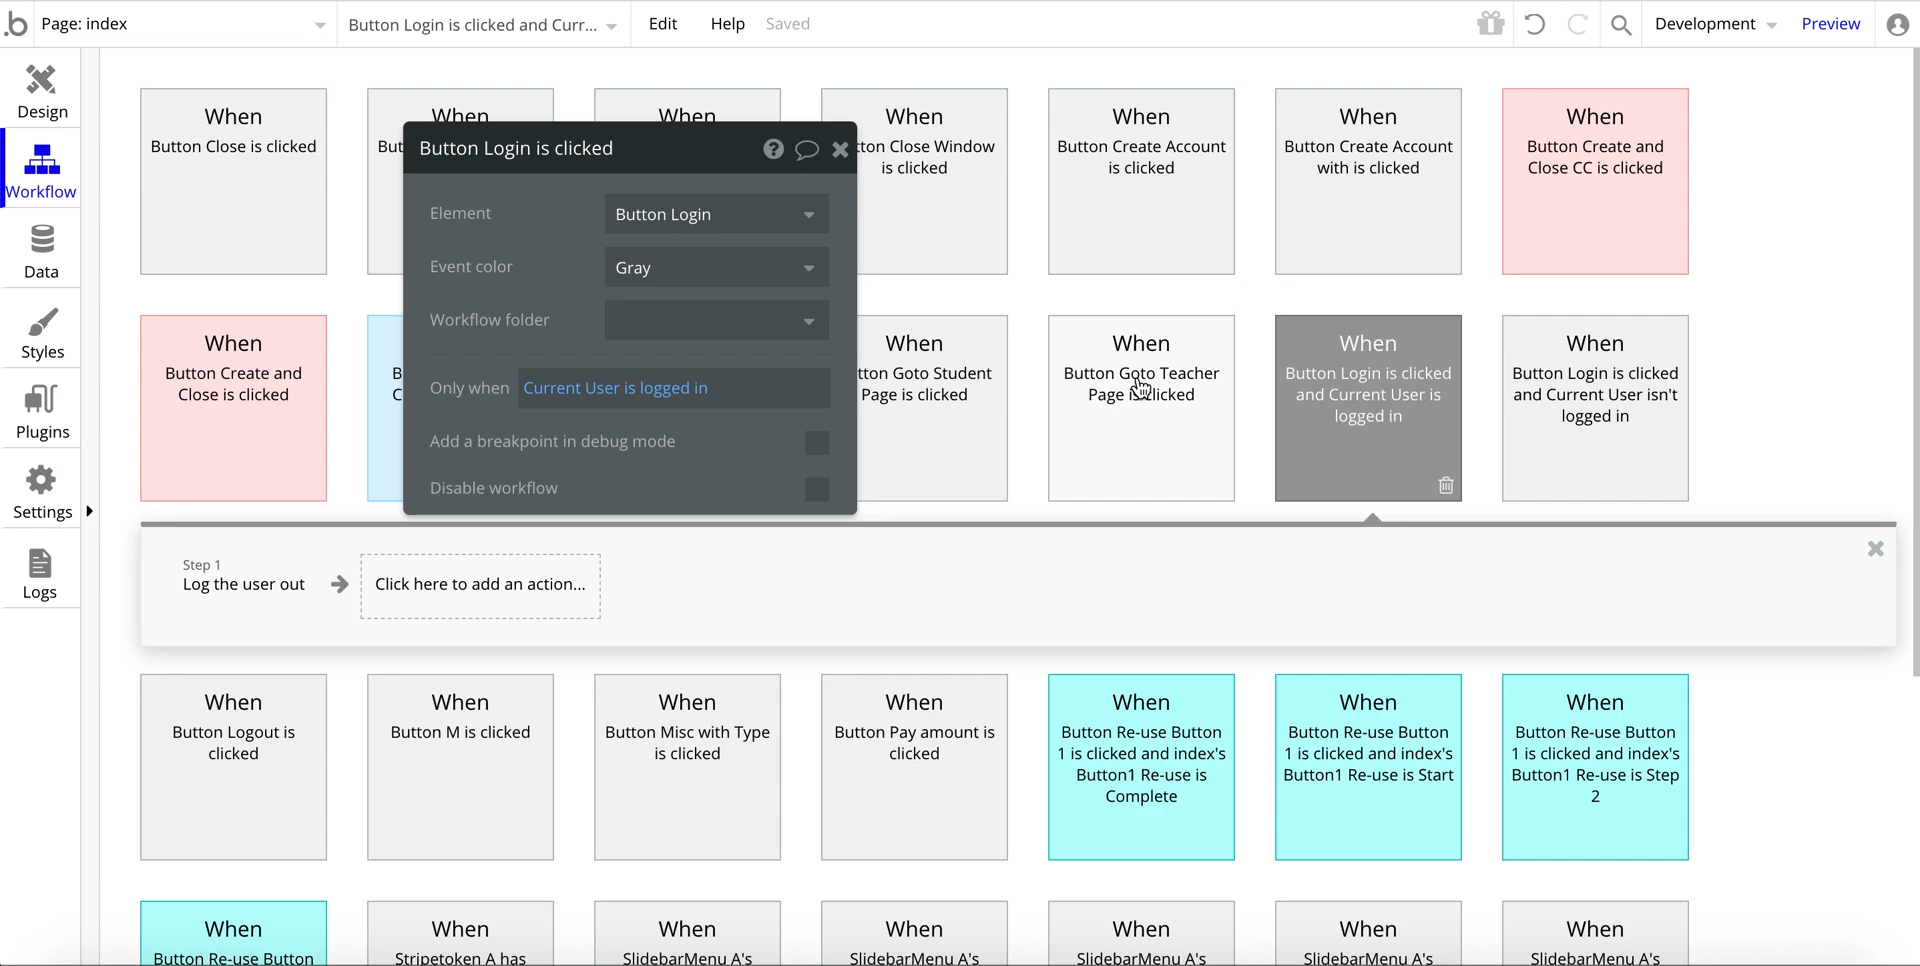 Page: index
Button Login is clicked and Curr...
Edit
Help
Saved
Development
Preview
Design
Workflow
Data
Styles
Plugins
Settings
Logs
When
Button Close is clicked
When
But
When
When
tton Close Window
is clicked
When
Button Create Account
is clicked
When
Button Create Account
with is clicked
When
Button Create and
Close CC is clicked
Button Login is clicked
Element
Button Login
Event color
Gray
Workflow folder
Only when
Current User is logged in
Add a breakpoint in debug mode
Disable workflow
When
Button Create and
Close is clicked
B
C
When
tton Goto Student
Page is clicked
When
Button Goto Teacher
Page is clicked
When
Button Login is clicked
and Current User is
logged in
When
Button Login is clicked
and Current User isn't
logged in
Step 1
Log the user out
Click here to add an action...
When
Button Logout is
clicked
When
Button M is clicked
When
Button Misc with Type
is clicked
When
Button Pay amount is
clicked
When
Button Re-use Button
1 is clicked and index's
Button1 Re-use is
Complete
When
Button Re-use Button
1 is clicked and index's
Button1 Re-use is Start
When
Button Re-use Button
1 is clicked and index's
Button1 Re-use is Step
2
When
Button Re-use Button
When
Stripetoken A has
When
SlidebarMenu A's
When
SlidebarMenu A's
When
SlidebarMenu A's
When
SlidebarMenu A's
When
SlidebarMenu A's